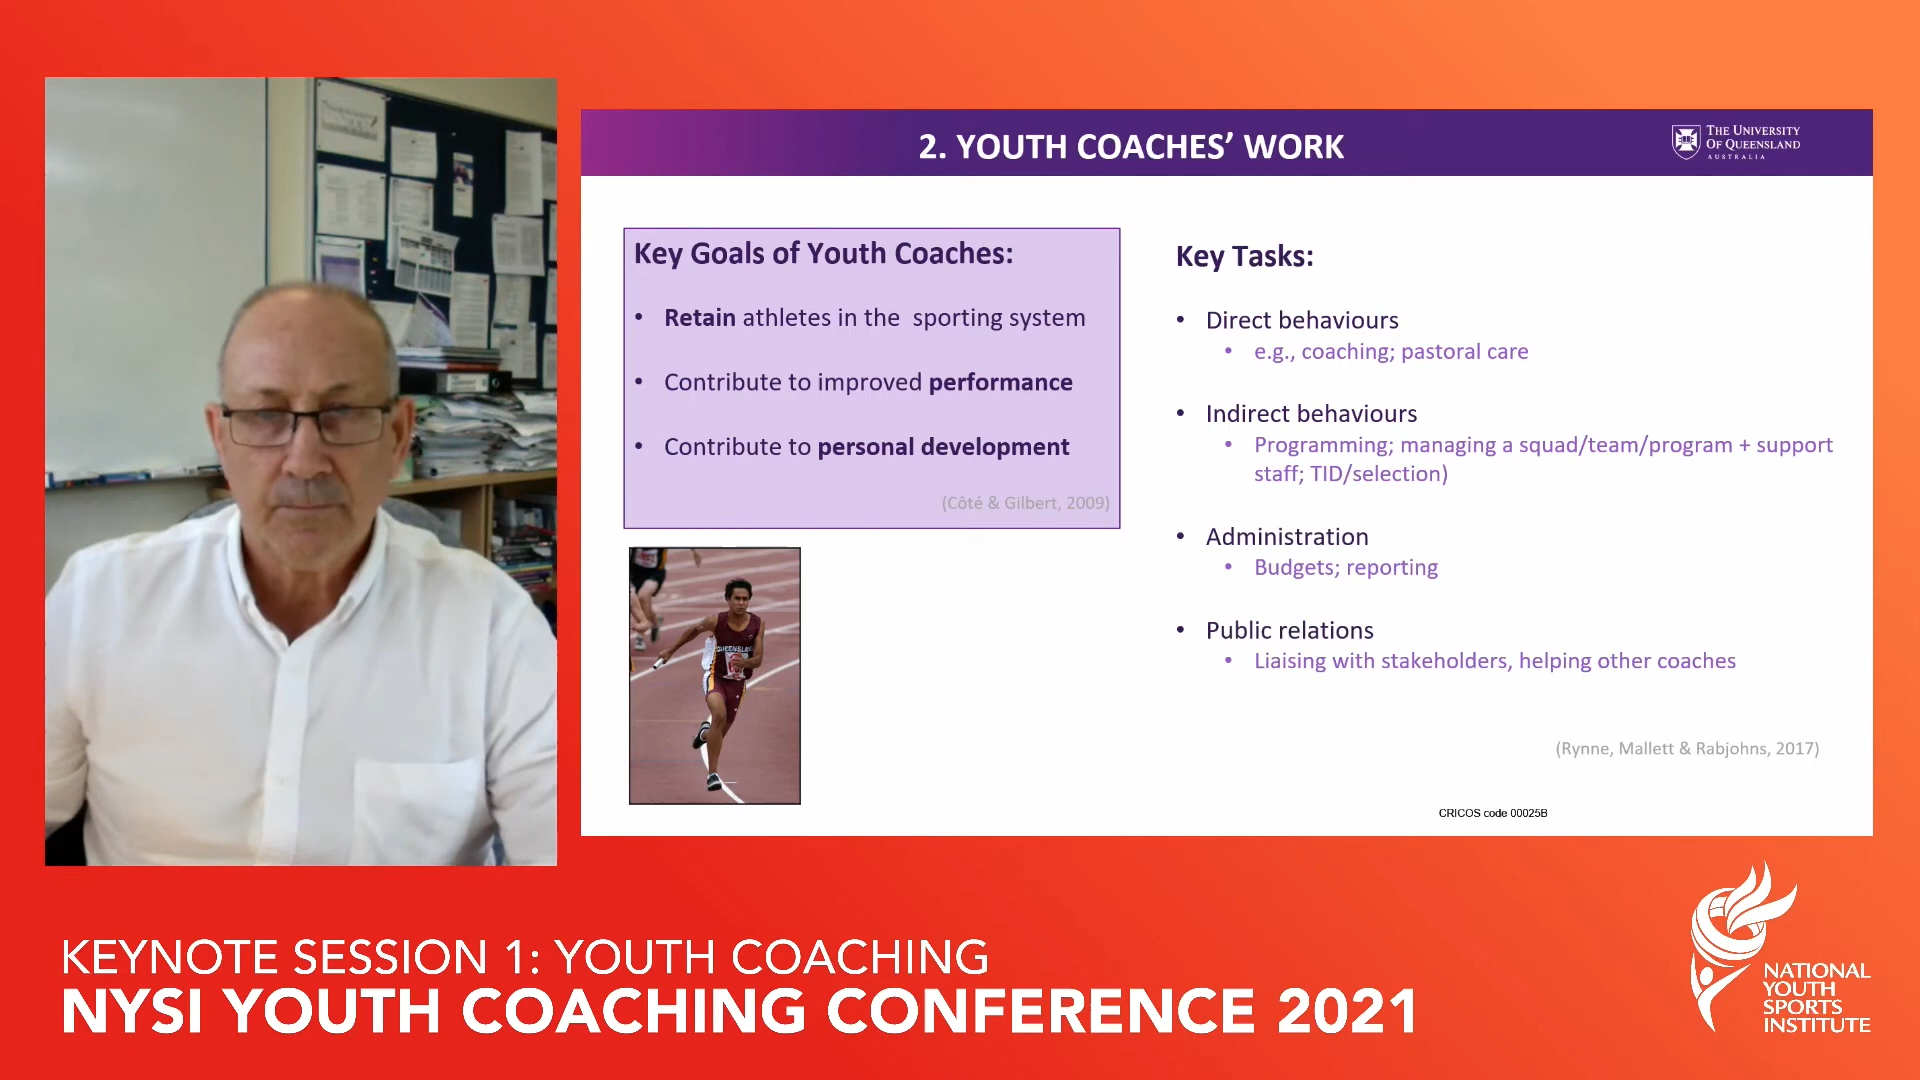 2. YOUTH COACHES' WORK
THE UNIVERSITY
OF QUEENSLAND
AUSTRALIA
Key Goals of Youth Coaches:
• Retain athletes in the sporting system
• Contribute to improved performance
• Contribute to personal development
(Côté & Gilbert, 2009)
QUEENSLAND
Key Tasks:
• Direct behaviours
• e.g., coaching; pastoral care
• Indirect behaviours
• Programming; managing a squad/team/program + support
staff; TID/selection)
• Administration
• Budgets; reporting
• Public relations
• Liaising with stakeholders, helping other coaches
(Rynne, Mallett & Rabjohns, 2017)
CRICOS code 00025B
KEYNOTE SESSION 1: YOUTH COACHING
NYSI YOUTH COACHING CONFERENCE 2021
NATIONAL
YOUTH
SPORTS
INSTITUTE